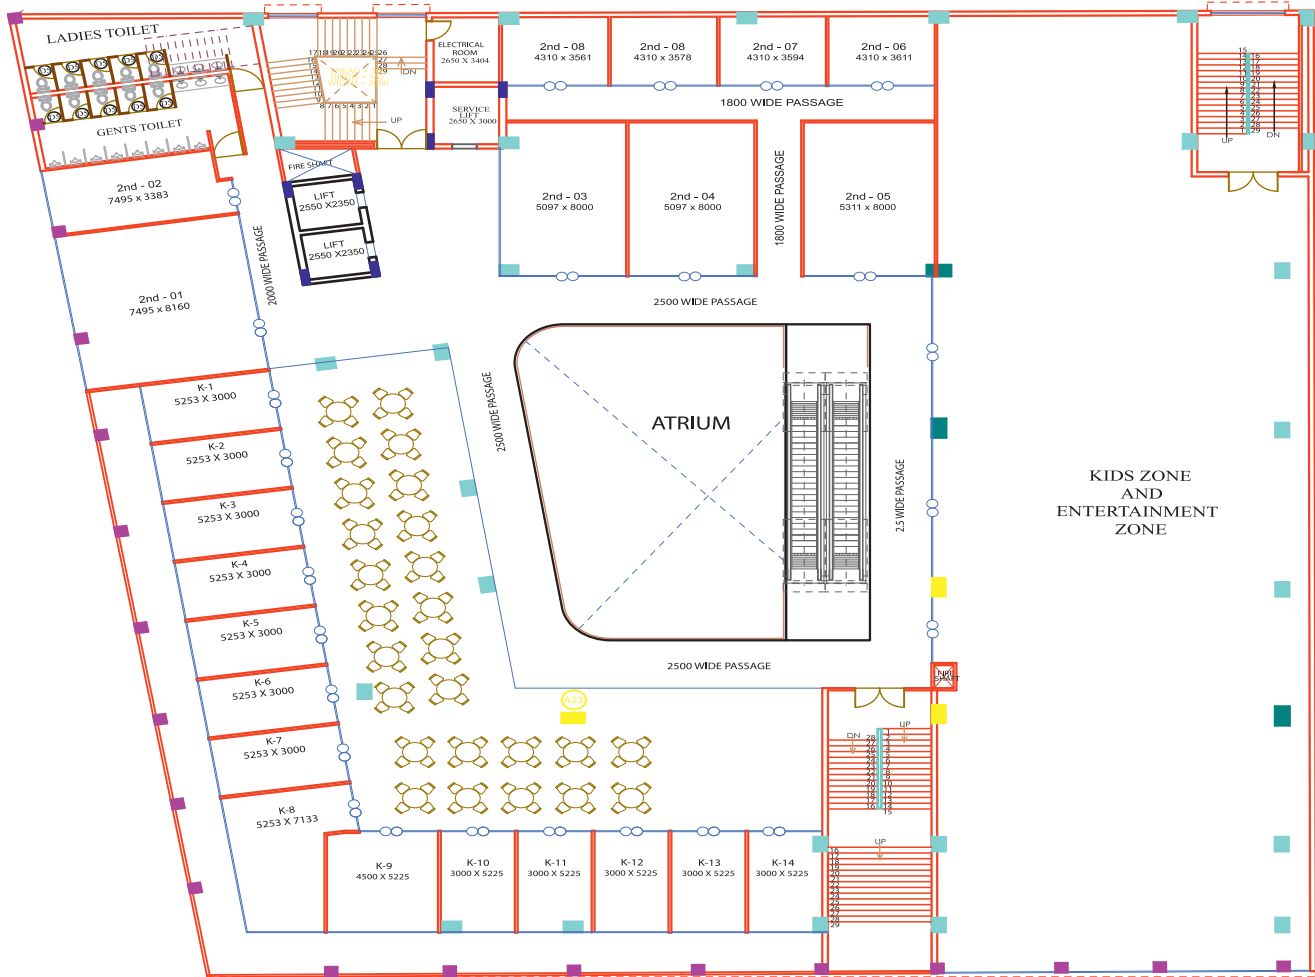 LADIES TOILET
GENTS TOILET
ELECTRICAL
ROOM
2650 X 3404
SERVICE
LIFT
2650 X 3000
IDN
UP
2nd - 08
4310 x 3561
2nd - 08
4310 x 3578
2nd - 07
4310 x 3594
2nd - 06
4310 x 3611
1800 WIDE PASSAGE
UP
DN
FIRE SHAFT
LIFT
2550 X2350
LIFT
2550 X2350
2nd - 02
7495 x 3383
2nd - 03
5097 x 8000
2nd - 04
5097 x 8000
1800 WIDE PASSAGE
2nd - 05
5311 x 8000
2000 WIDE PASSAGE
2nd - 01
7495 x 8160
2500 WIDE PASSAGE
2500 WIDE PASSAGE
ATRIUM
2.5 WIDE PASSAGE
KIDS ZONE
AND
ENTERTAINMENT
ZONE
K-1
5253 X 3000
K-2
5253 X 3000
K-3
5253 X 3000
K-4
5253 X 3000
K-5
5253 X 3000
K-6
5253 X 3000
K-7
5253 X 3000
K-8
5253 X 7133
2500 WIDE PASSAGE
FIRE
SHAFT
A23
UP
DN
UP
K-9
4500 X 5225
K-10
3000 X 5225
K-11
3000 X 5225
K-12
3000 X 5225
K-13
3000 X 5225
K-14
3000 X 5225